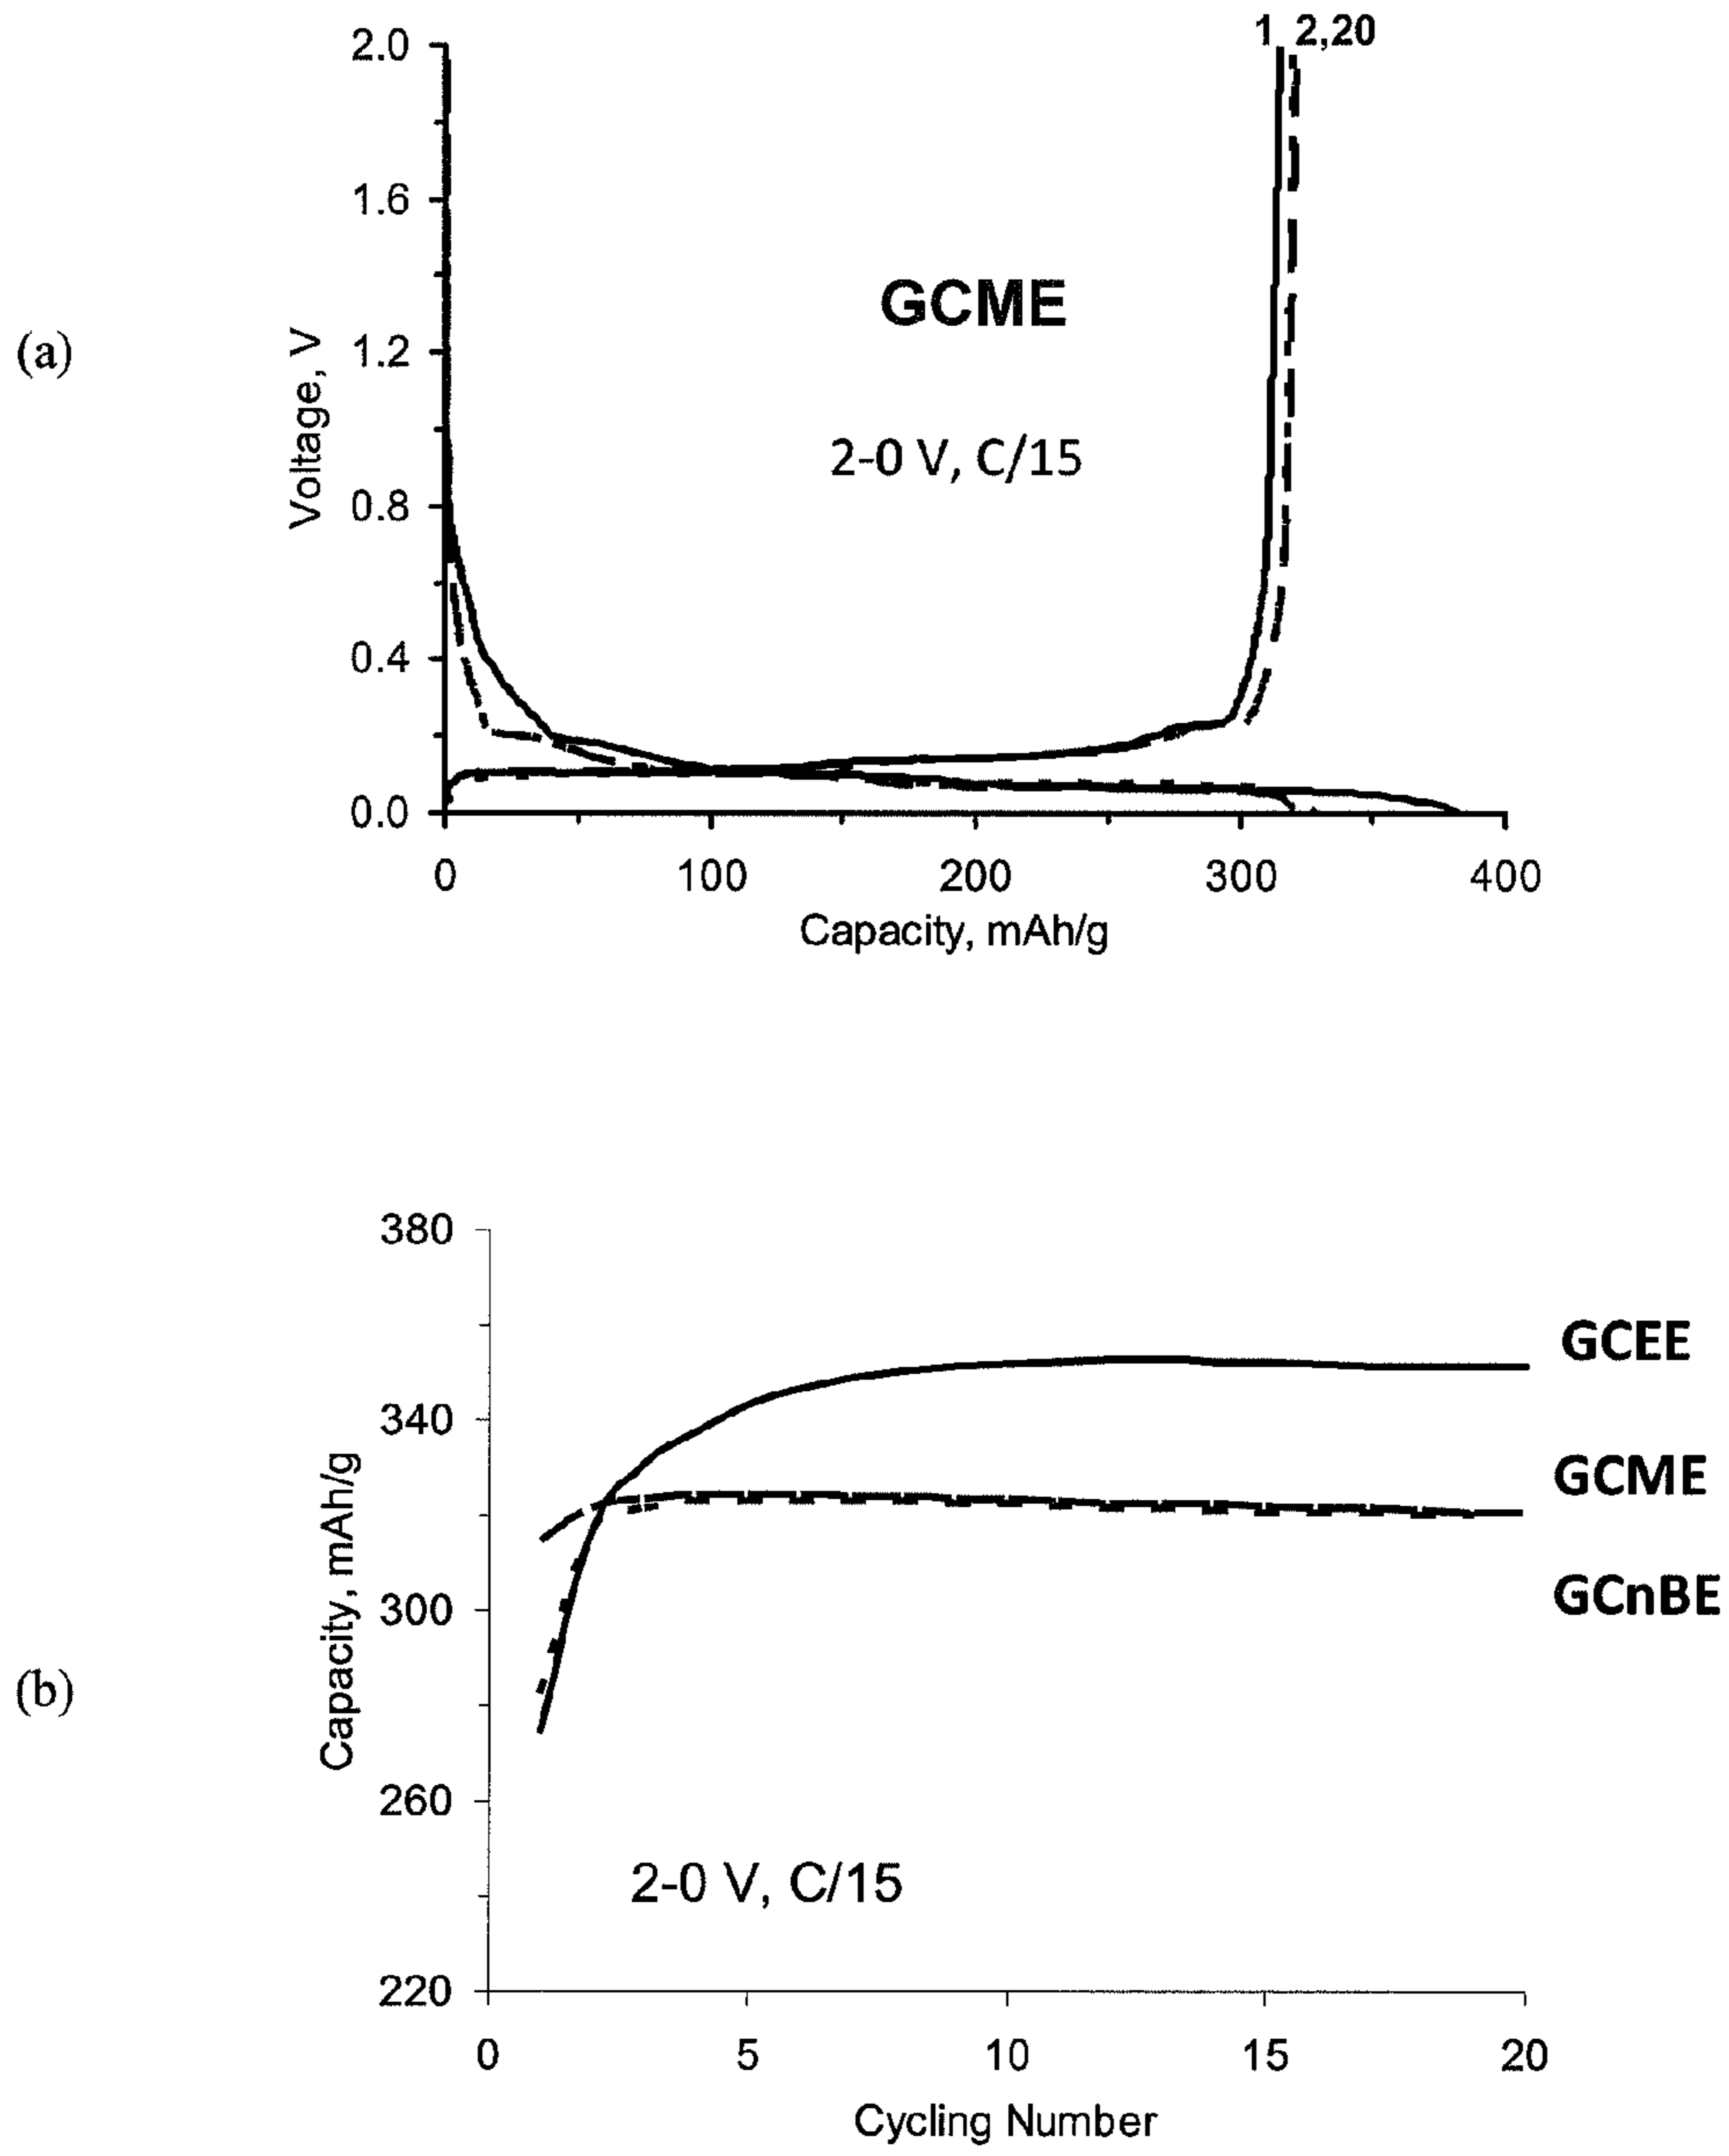 1 2,20
2.0
1.6
GCME
(a)
1.2
Voltage, V
2-0 V, C/15
0.8
0.4
0.0
0 100 200 300 400
Capacity, mAh/g
380
GCEE
340
GCME
Capacity, mAh/g
300
GCnBE
(b)
260
2-0 V, C/15
220
0 5 10 15 20
Cycling Number